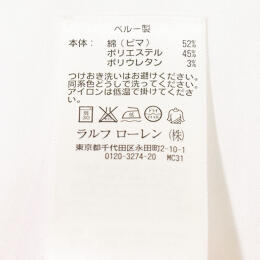 ペルー製
本体: 綿（ピマ） 52%
ポリエステル 45%
ポリウレタン 3%
つけおき洗いはお避けください。
同系色どうしで洗ってください。
アイロンは低温で掛けてください。
ラルフ ローレン（株）
東京都千代田区永田町2-10-1
0120-3274-20 MC31